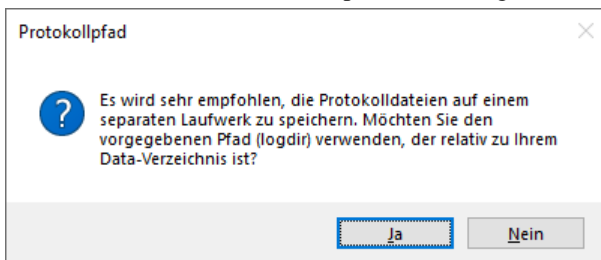 Protokollpfad
Es wird sehr empfohlen, die Protokolldateien auf einem
separaten Laufwerk zu speichern. Möchten Sie den
vorgegebenen Pfad (logdir) verwenden, der relativ zu Ihrem
Data-Verzeichnis ist?
Ja
Nein